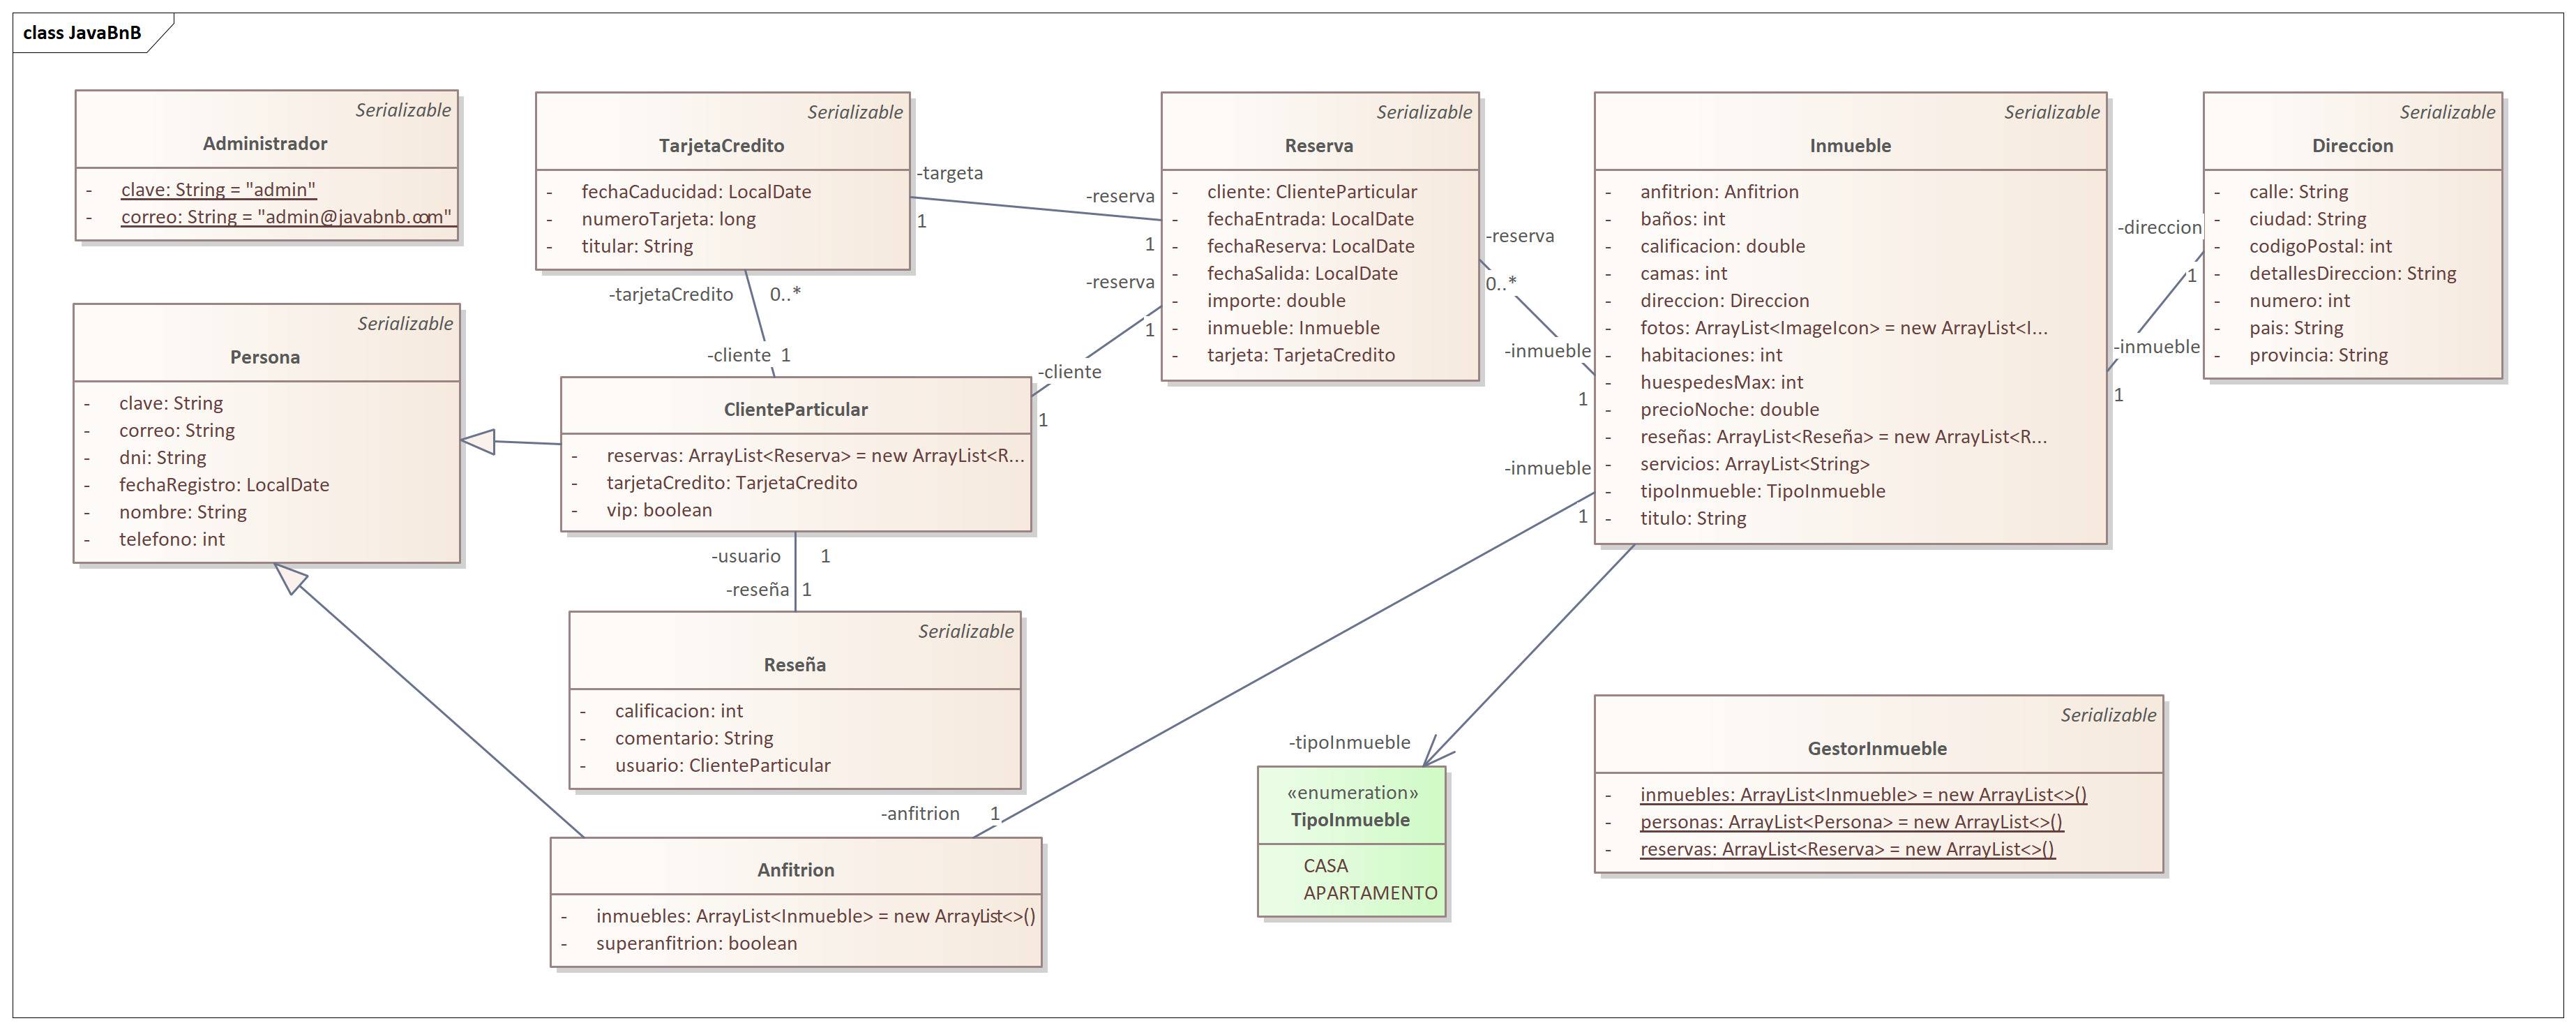 class JavaBnB
Serializable
Administrador
- clave: String = "admin"
- correo: String = "admin@javabnb.com"
Serializable
Persona
- clave: String
- correo: String
- dni: String
- fechaRegistro: LocalDate
- nombre: String
- telefono: int
Serializable
TarjetaCredito
- fechaCaducidad: LocalDate
- numeroTarjeta: long
- titular: String
-targeta
1
-reserva
1
-tarjetaCredito
0..*
-cliente
1
-reserva
1
-cliente
1
ClienteParticular
- reservas: ArrayList<Reserva> = new ArrayList<R...
- tarjetaCredito: TarjetaCredito
- vip: boolean
-usuario
1
-reseña
1
Serializable
Reseña
- calificacion: int
- comentario: String
- usuario: ClienteParticular
-anfitrion
1
Anfitrion
- inmuebles: ArrayList<Inmueble> = new ArrayList<>()
- superanfitrion: boolean
Serializable
Reserva
- cliente: ClienteParticular
- fechaEntrada: LocalDate
- fechaReserva: LocalDate
- fechaSalida: LocalDate
- importe: double
- inmueble: Inmueble
- tarjeta: TarjetaCredito
-reserva
0..*
-inmueble
1
-inmueble
1
Serializable
Inmueble
- anfitrion: Anfitrion
- baños: int
- calificacion: double
- camas: int
- direccion: Direccion
- fotos: ArrayList<ImageIcon> = new ArrayList<I...
- habitaciones: int
- huespedesMax: int
- precioNoche: double
- reseñas: ArrayList<Reseña> = new ArrayList<R...
- servicios: ArrayList<String>
- tipoInmueble: TipoInmueble
- titulo: String
-direccion
1
-inmueble
1
Serializable
Direccion
- calle: String
- ciudad: String
- codigoPostal: int
- detallesDireccion: String
- numero: int
- pais: String
- provincia: String
-tipoInmueble
«enumeration»
TipoInmueble
CASA
APARTAMENTO
Serializable
GestorInmueble
- inmuebles: ArrayList<Inmueble> = new ArrayList<>()
- personas: ArrayList<Persona> = new ArrayList<>()
- reservas: ArrayList<Reserva> = new ArrayList<>()